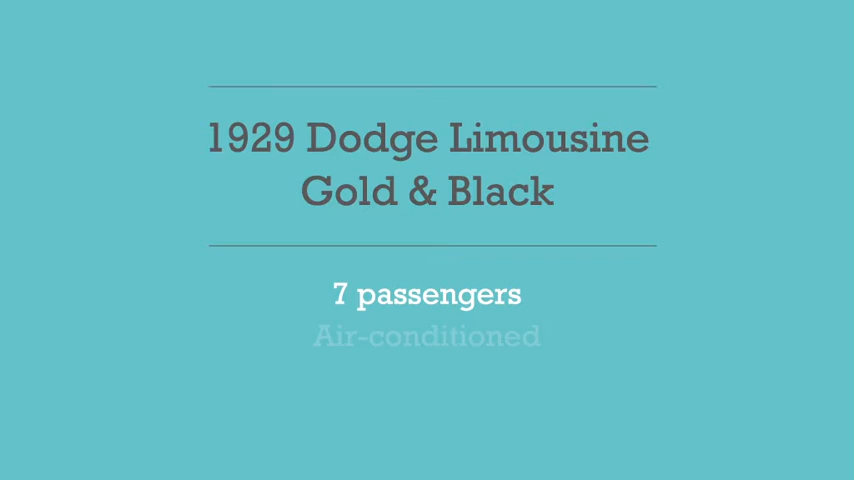 1929 Dodge Limousine
Gold & Black
7 passengers
Air-conditioned